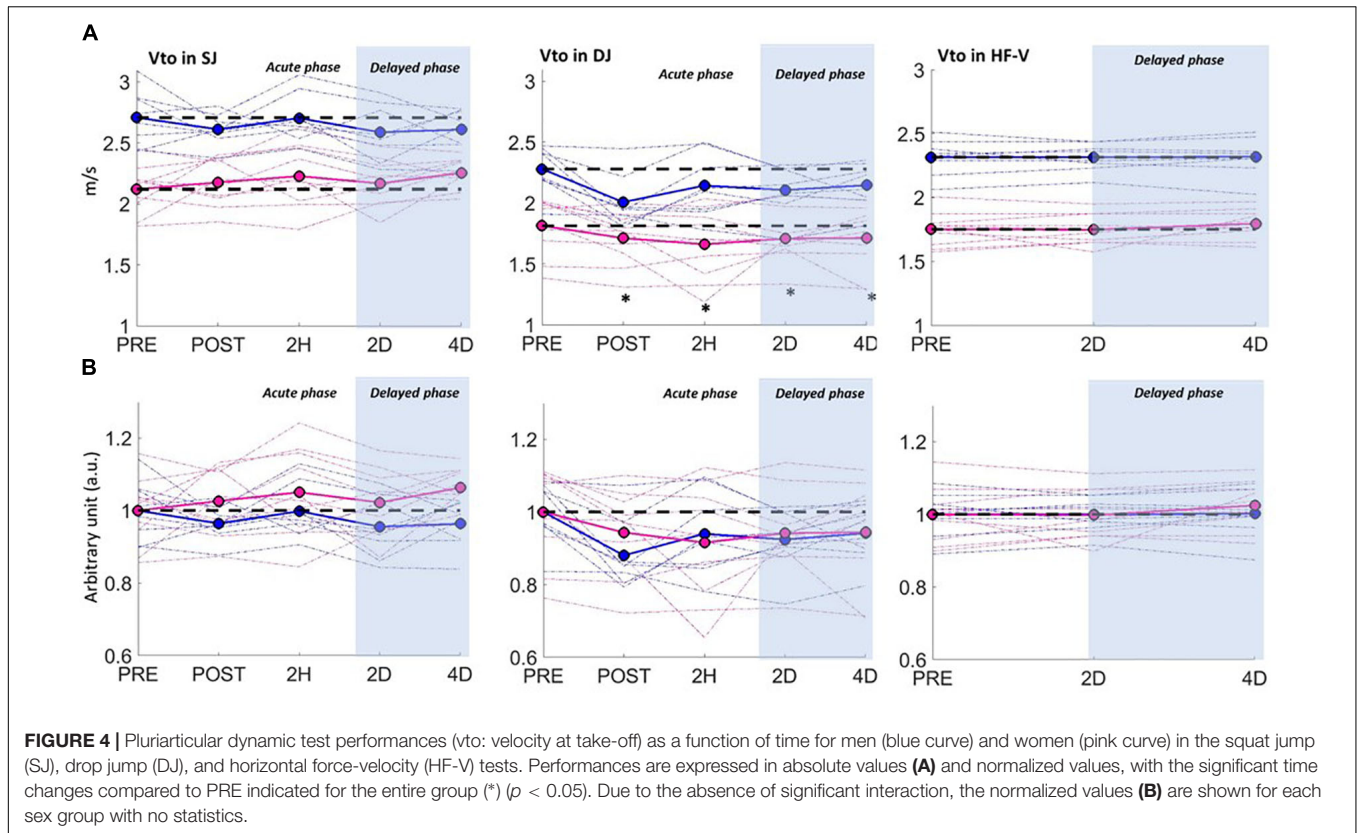 A
m/s
Vto in SJ
Acute phase
Delayed phase
3
2.5
2
1.5
1
PRE POST 2H 2D 4D
Vto in DJ
Acute phase
Delayed phase
3
2.5
2
1.5
1
* * * *
PRE POST 2H 2D 4D
Vto in HF-V
Delayed phase
3
2.5
2
1.5
1
PRE 2D 4D
B
Arbitrary unit (a.u.)
Acute phase
Delayed phase
1.2
1
0.8
0.6
PRE POST 2H 2D 4D
Acute phase
Delayed phase
1.2
1
0.8
0.6
PRE POST 2H 2D 4D
Delayed phase
1.2
1
0.8
0.6
PRE 2D 4D
FIGURE 4 | Pluriarticular dynamic test performances (vto: velocity at take-off) as a function of time for men (blue curve) and women (pink curve) in the squat jump
(SJ), drop jump (DJ), and horizontal force-velocity (HF-V) tests. Performances are expressed in absolute values (A) and normalized values, with the significant time
changes compared to PRE indicated for the entire group (*) (p < 0.05). Due to the absence of significant interaction, the normalized values (B) are shown for each
sex group with no statistics.